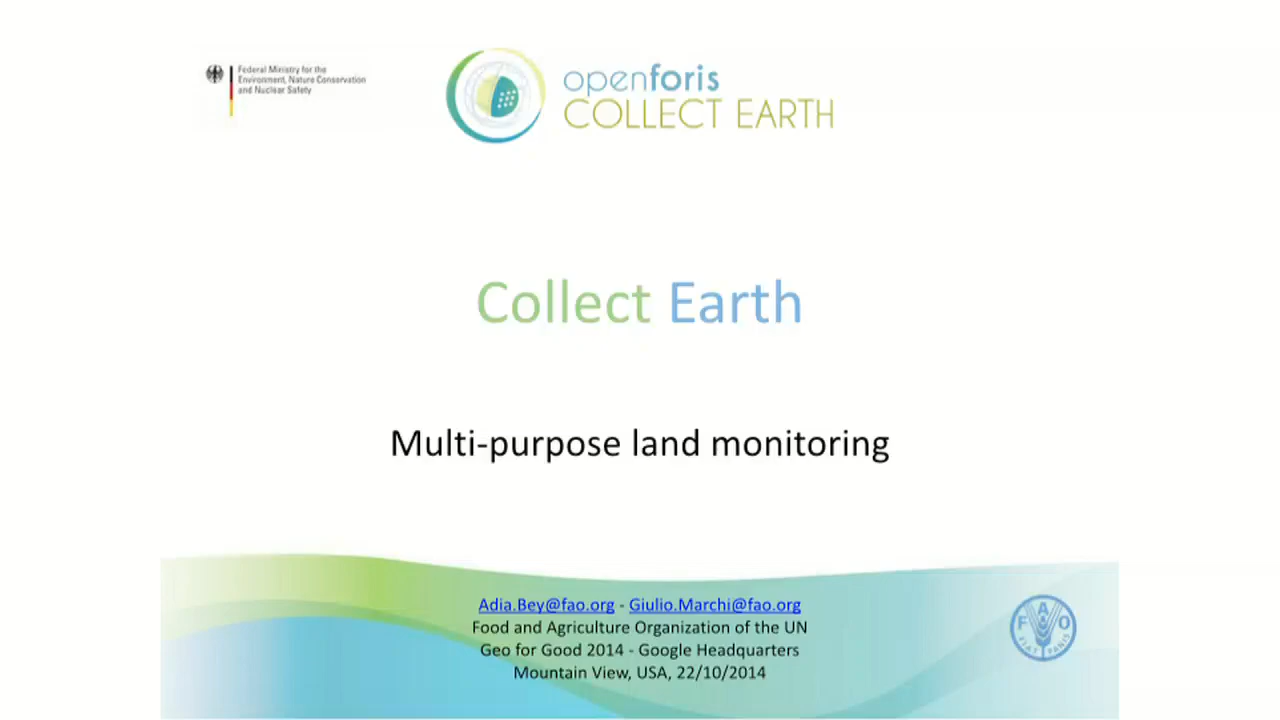 Federal Ministry for the
Environment, Nature Conservation
and Nuclear Safety
openforis
COLLECT EARTH
Collect Earth
Multi-purpose land monitoring
Adia.Bey@fao.org - Giulio.Marchi@fao.org
Food and Agriculture Organization of the UN
Geo for Good 2014 - Google Headquarters
Mountain View, USA, 22/10/2014
F A O
FIAT PANIS